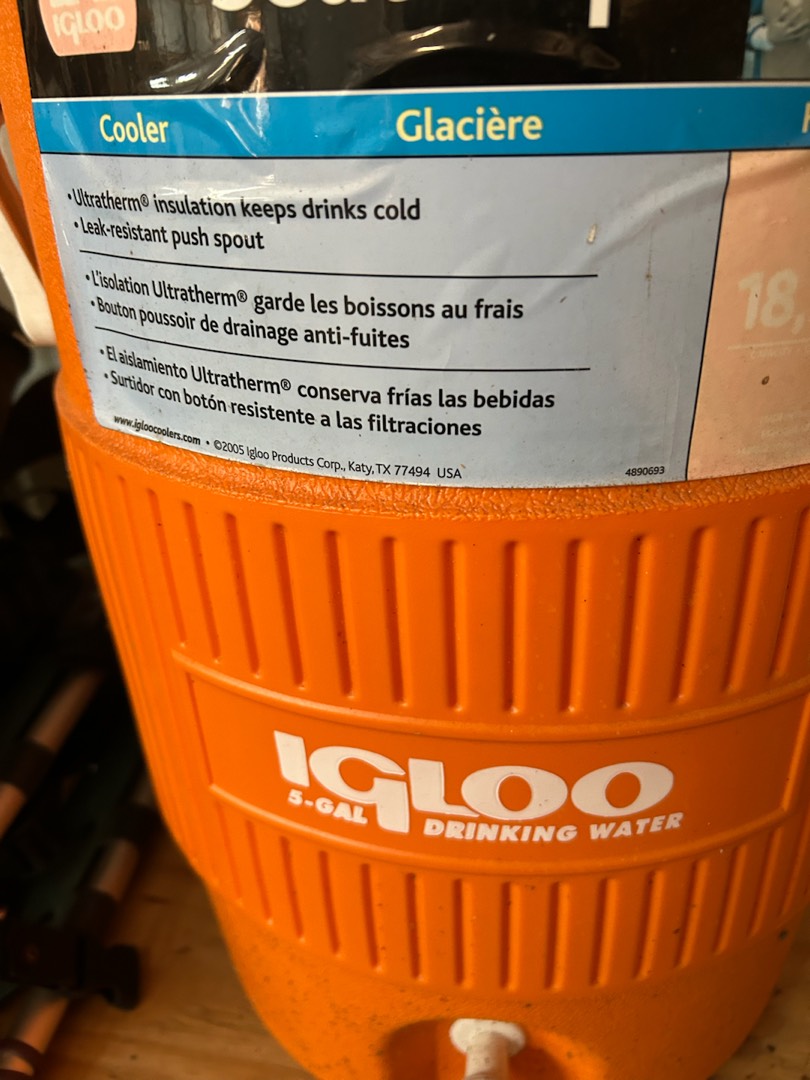 IGLOO
Cooler
Glacière
•Ultratherm® insulation keeps drinks cold
•Leak-resistant push spout
•L'isolation Ultratherm® garde les boissons au frais
•Bouton poussoir de drainage anti-fuites
•El aislamiento Ultratherm® conserva frías las bebidas
•Surtidor con botón resistente a las filtraciones
www.igloocoolers.com • ©2005 Igloo Products Corp., Katy, TX 77494 USA
4890693
18,
IGLOO
5-GAL DRINKING WATER